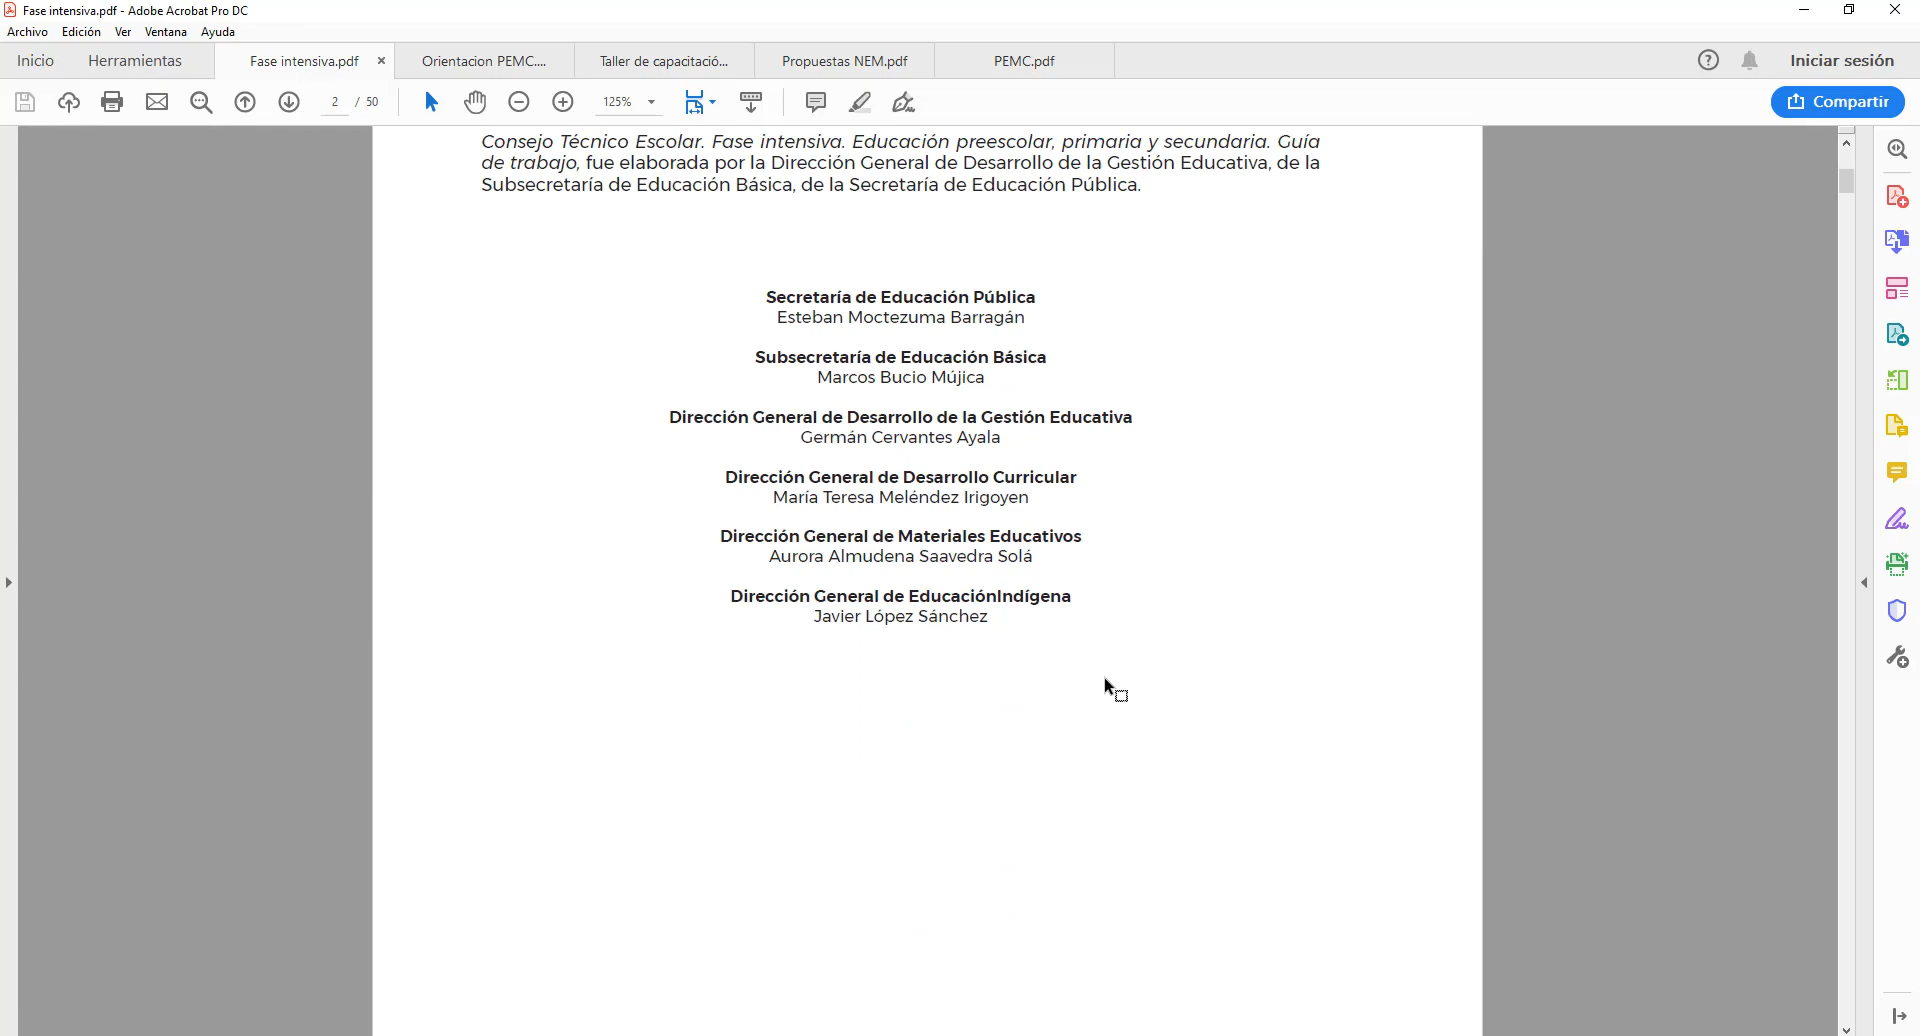 Fase intensiva.pdf - Adobe Acrobat Pro DC
Archivo Edición Ver Ventana Ayuda
Inicio Herramientas Fase intensiva.pdf × Orientacion PEMC.... Taller de capacitació... Propuestas NEM.pdf PEMC.pdf Iniciar sesión
2 / 50 125% Compartir
Consejo Técnico Escolar. Fase intensiva. Educación preescolar, primaria y secundaria. Guía
de trabajo, fue elaborada por la Dirección General de Desarrollo de la Gestión Educativa, de la
Subsecretaría de Educación Básica, de la Secretaría de Educación Pública.
Secretaría de Educación Pública
Esteban Moctezuma Barragán
Subsecretaría de Educación Básica
Marcos Bucio Mújica
Dirección General de Desarrollo de la Gestión Educativa
Germán Cervantes Ayala
Dirección General de Desarrollo Curricular
María Teresa Meléndez Irigoyen
Dirección General de Materiales Educativos
Aurora Almudena Saavedra Solá
Dirección General de EducaciónIndígena
Javier López Sánchez